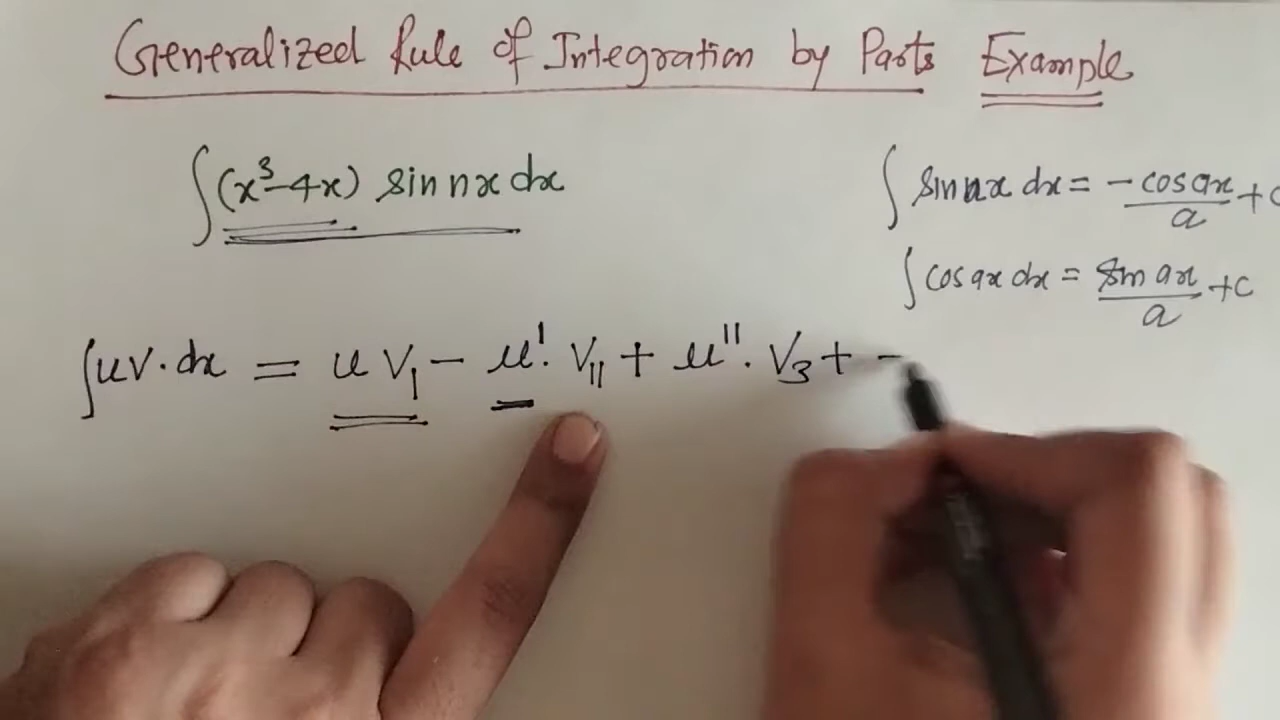 Generalized Rule of Integration by Parts Example
∫(x³-4x) sin nx dx
∫ sin ax dx = -cos ax/a + c
∫ cos ax dx = sin ax/a + c
∫uv·dx = u v₁ - u'· v₁₁ + u''· v₃ + -